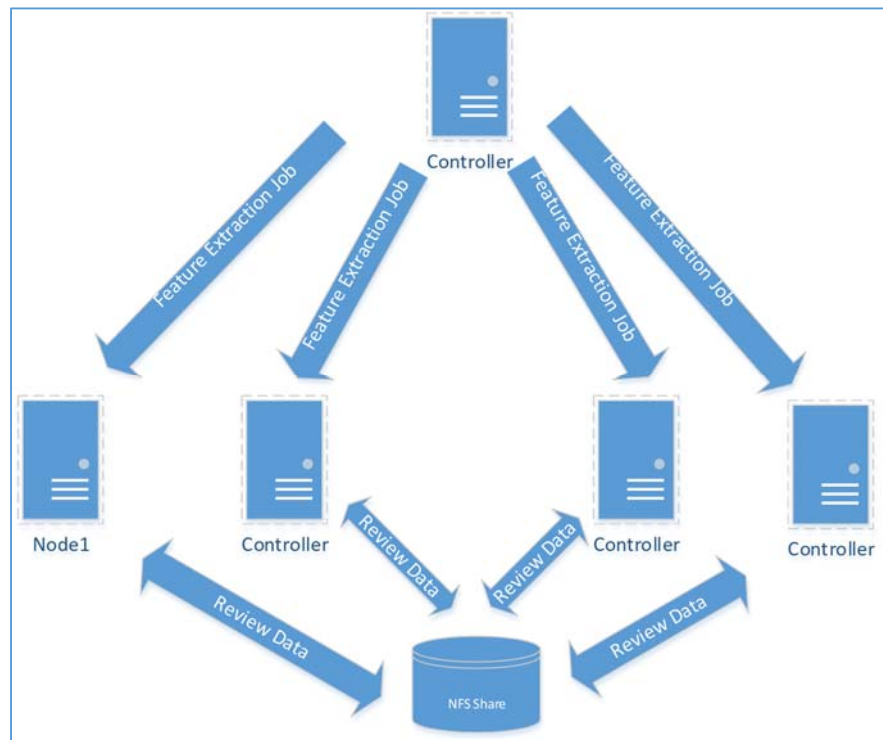 Controller
Feature Extraction Job
Feature Extraction Job
Feature Extraction Job
Feature Extraction Job
Node1
Controller
Controller
Controller
Review Data
Review Data
Review Data
Review Data
NFS Share